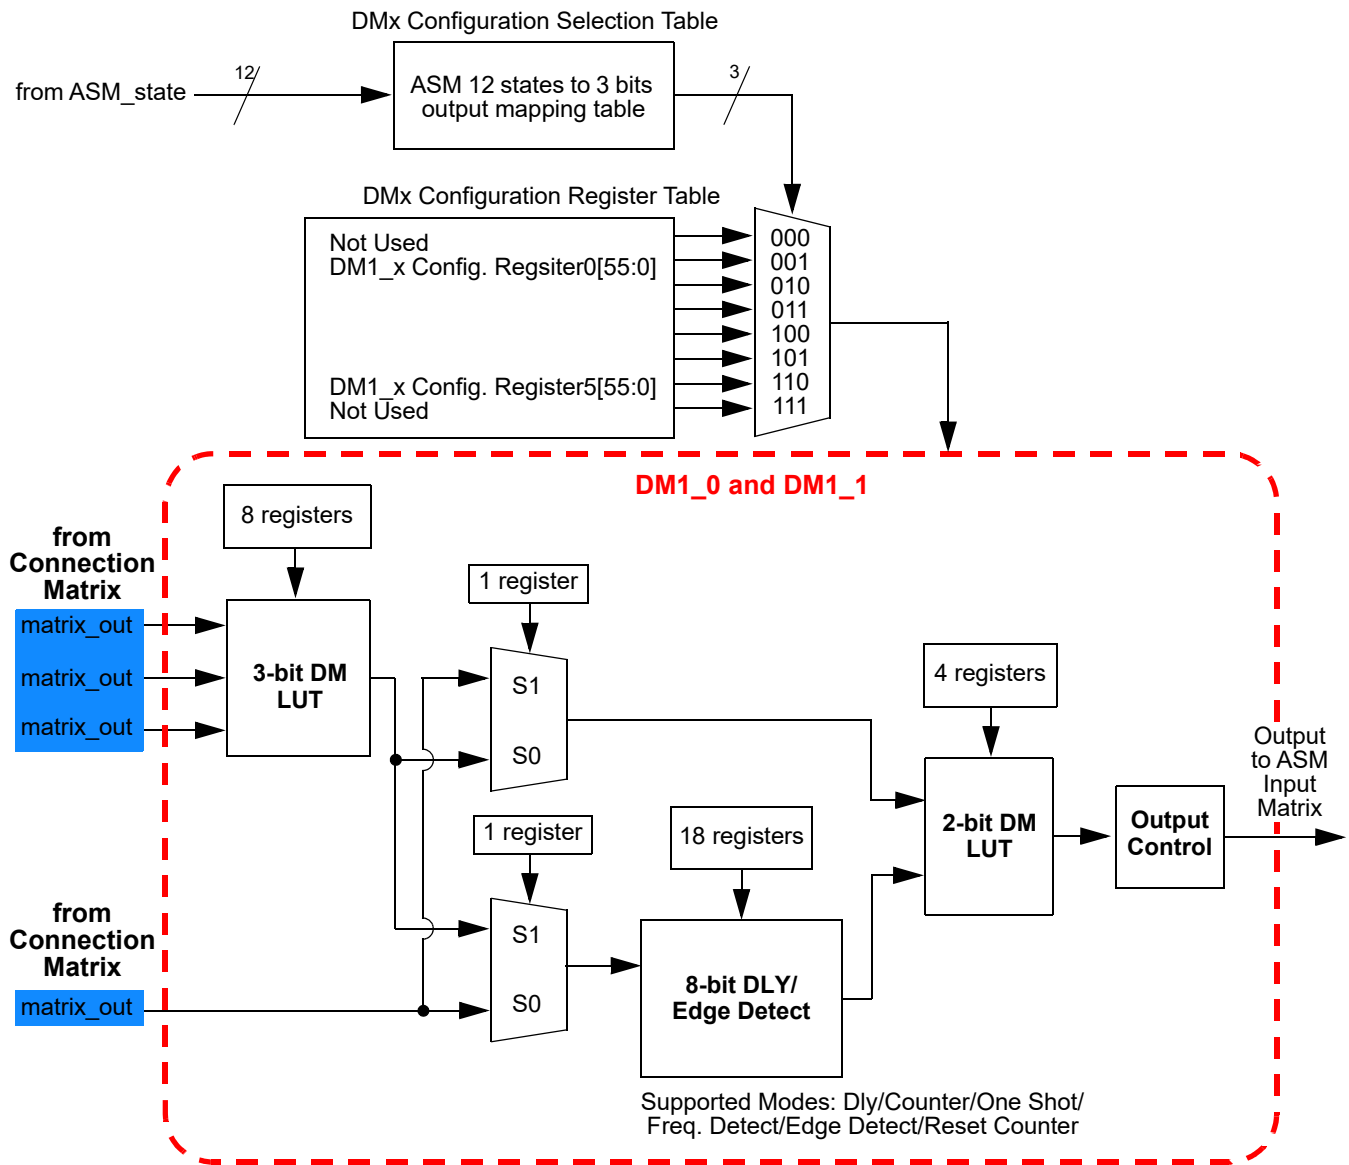 DMx Configuration Selection Table
from ASM_state
12
ASM 12 states to 3 bits
output mapping table
3
DMx Configuration Register Table
Not Used
DM1_x Config. Regsiter0[55:0]
DM1_x Config. Register5[55:0]
Not Used
000
001
010
011
100
101
110
111
DM1_0 and DM1_1
8 registers
from
Connection
Matrix
matrix_out
matrix_out
matrix_out
3-bit DM
LUT
1 register
S1
S0
4 registers
2-bit DM
LUT
Output
Control
Output
to ASM
Input
Matrix
1 register
18 registers
from
Connection
Matrix
matrix_out
S1
S0
8-bit DLY/
Edge Detect
Supported Modes: Dly/Counter/One Shot/
Freq. Detect/Edge Detect/Reset Counter